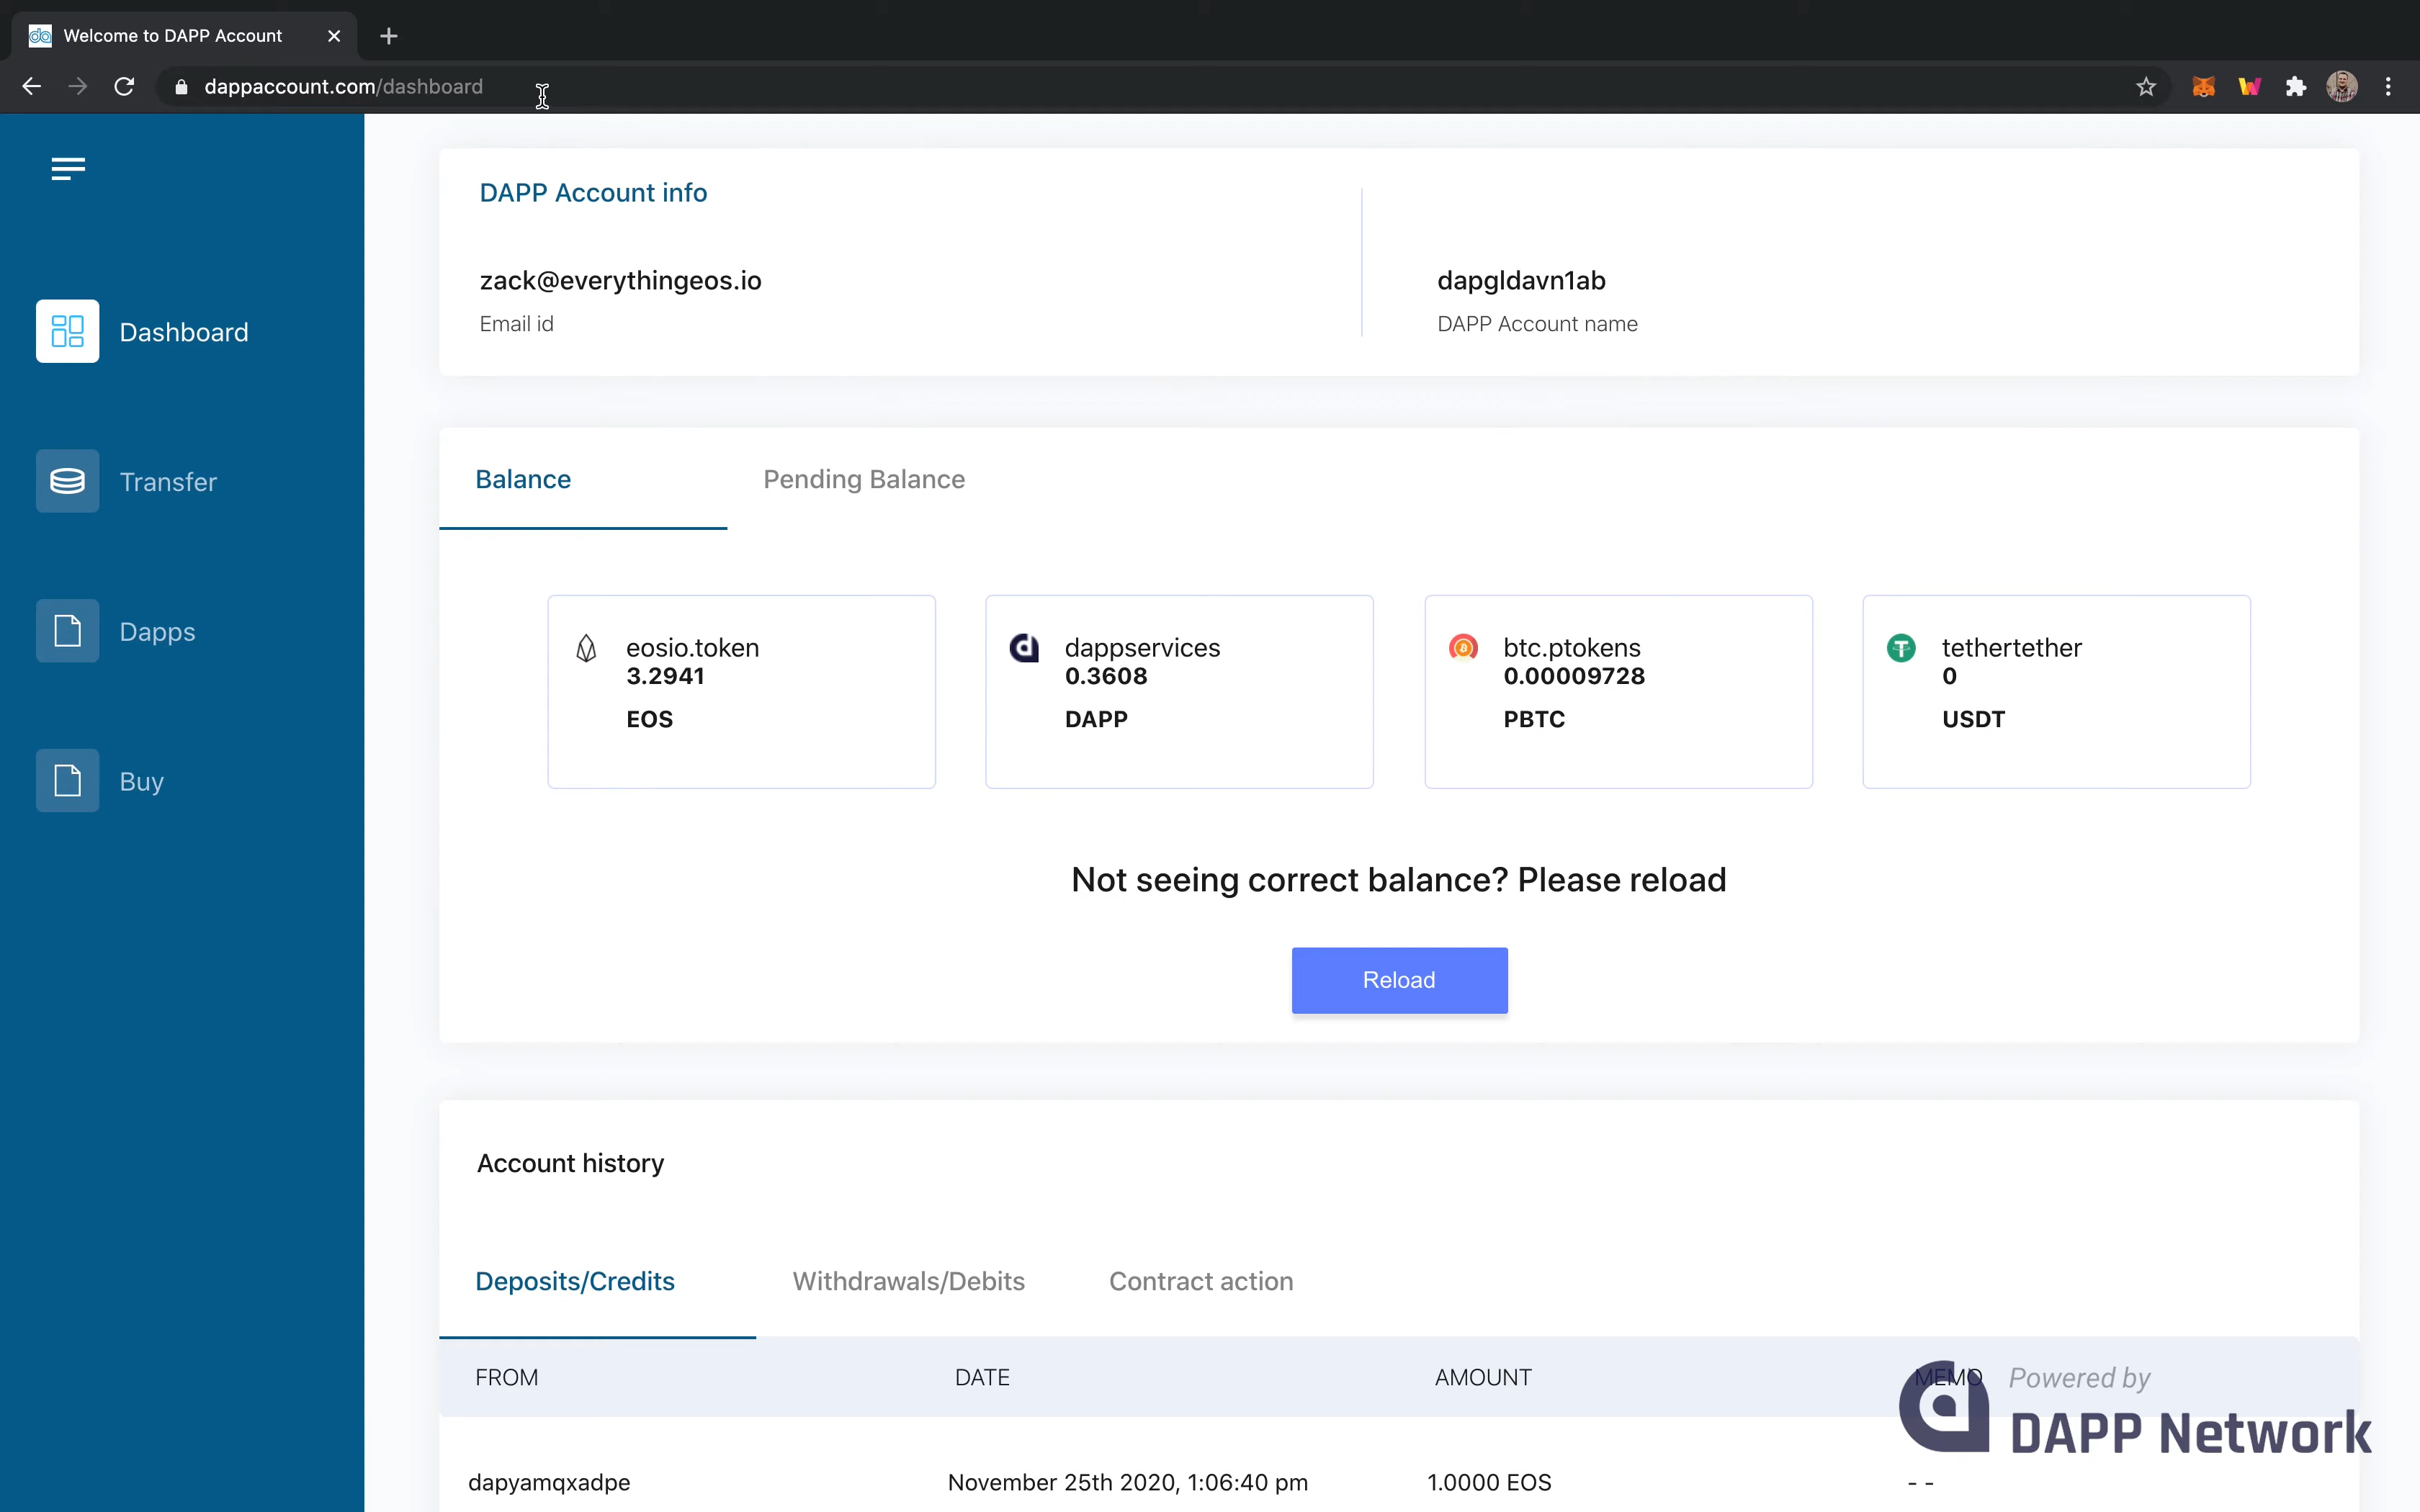 Welcome to DAPP Account
dappaccount.com/dashboard
Dashboard
Transfer
Dapps
Buy
DAPP Account info
zack@everythingeos.io
Email id
dapgldavn1ab
DAPP Account name
Balance
Pending Balance
eosio.token
3.2941
EOS
dappservices
0.3608
DAPP
btc.ptokens
0.00009728
PBTC
tethertether
0
USDT
Not seeing correct balance? Please reload
Reload
Account history
Deposits/Credits
Withdrawals/Debits
Contract action
FROM
DATE
AMOUNT
MEMO
dapyamqxadpe
November 25th 2020, 1:06:40 pm
1.0000 EOS
- -
Powered by
DAPP Network